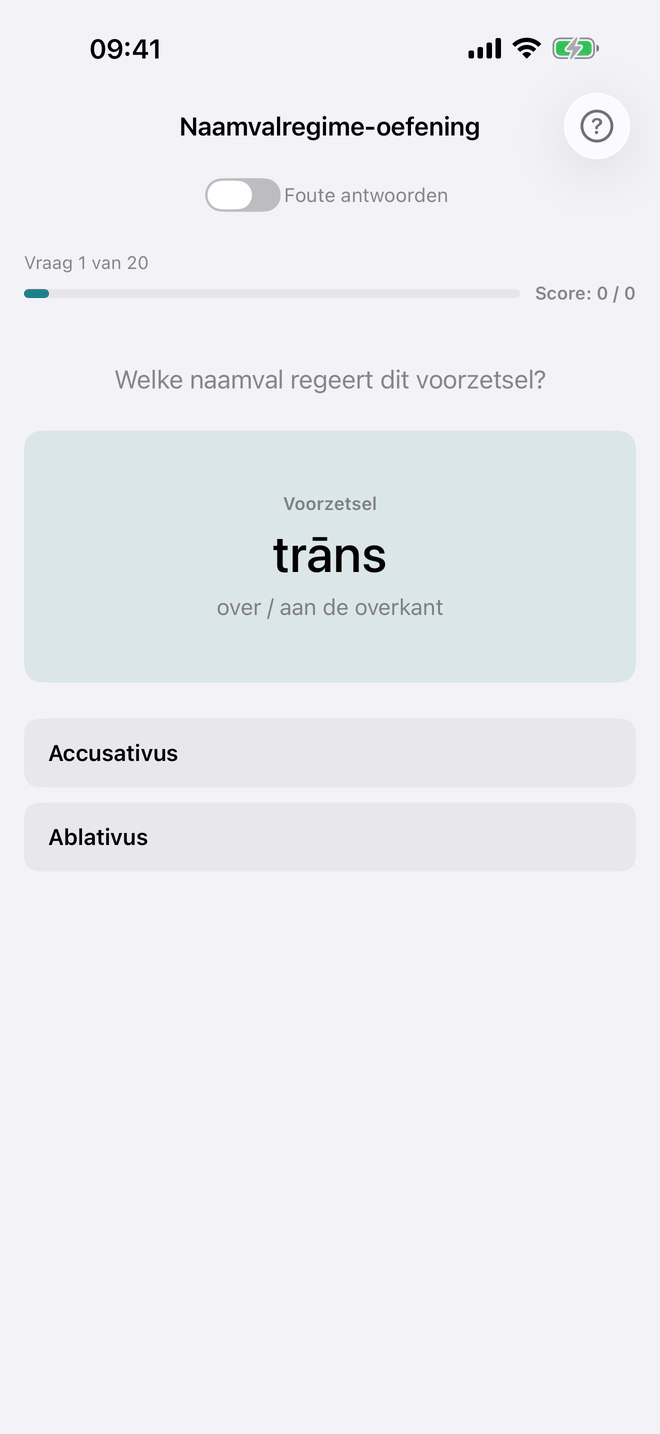 09:41
Naamvalregime-oefening
?
Foute antwoorden
Vraag 1 van 20
Score: 0 / 0
Welke naamval regeert dit voorzetsel?
Voorzetsel
trāns
over / aan de overkant
Accusativus
Ablativus